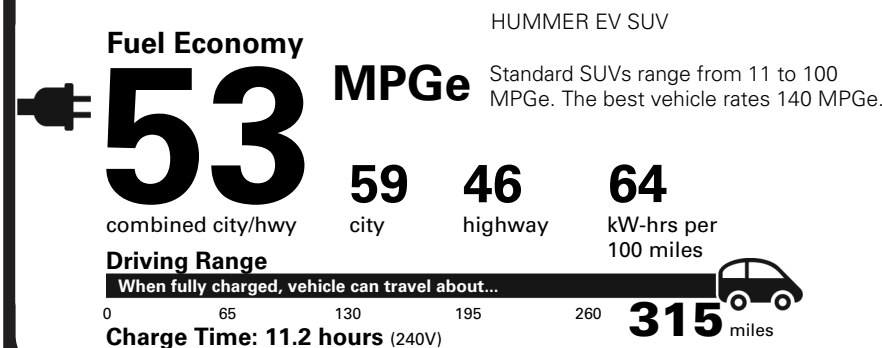 HUMMER EV SUV
Fuel Economy
53
MPGe
Standard SUVs range from 11 to 100
MPGe. The best vehicle rates 140 MPGe.
combined city/hwy
59
city
46
highway
64
kW-hrs per
100 miles
Driving Range
When fully charged, vehicle can travel about...
0 65 130 195 260 315 miles
Charge Time: 11.2 hours (240V)